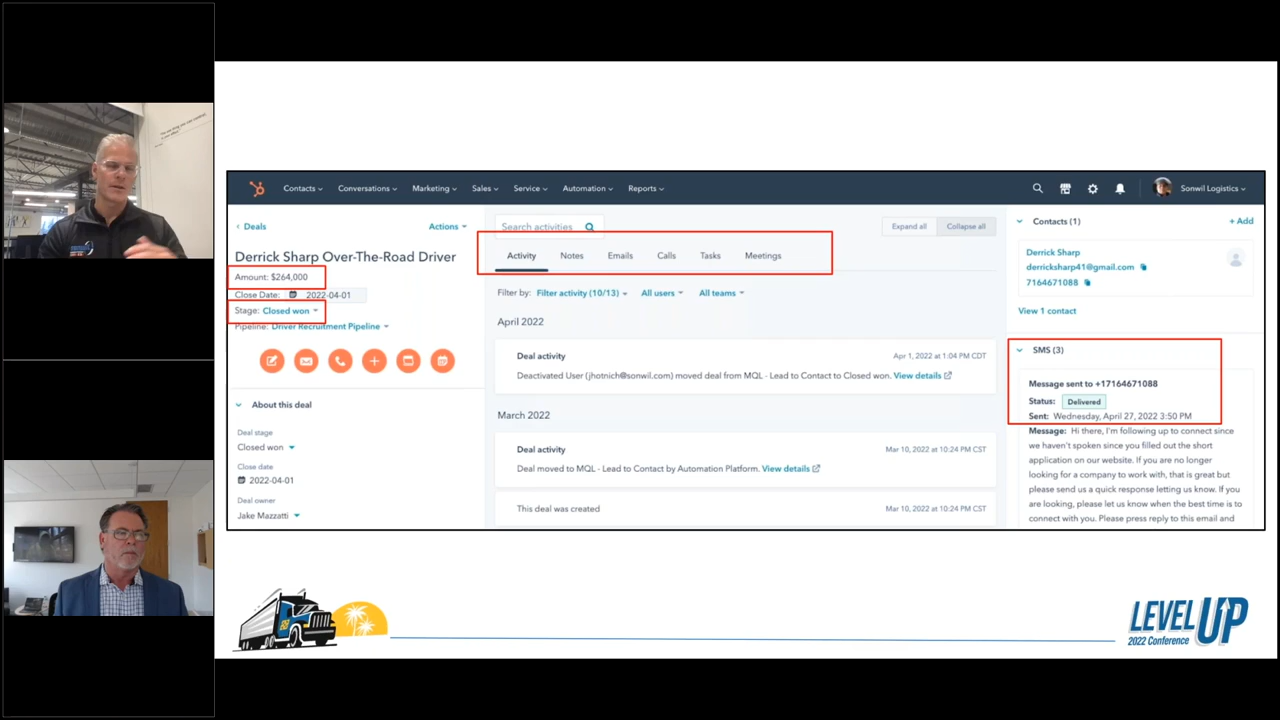 Contacts
Conversations
Marketing
Sales
Service
Automation
Reports
Sonwil Logistics
Deals
Actions
Derrick Sharp Over-The-Road Driver
Amount: $264,000
Close Date: 2022-04-01
Stage: Closed won
Pipeline: Driver Recruitment Pipeline
About this deal
Deal stage
Closed won
Close date
2022-04-01
Deal owner
Jake Mazzatti
Search activities
Expand all
Collapse all
Activity
Notes
Emails
Calls
Tasks
Meetings
Filter by: Filter activity (10/13) All users All teams
April 2022
Deal activity
Apr 1, 2022 at 1:04 PM CDT
Deactivated User (jhotnich@sonwil.com) moved deal from MQL - Lead to Contact to Closed won. View details
March 2022
Deal activity
Mar 10, 2022 at 10:24 PM CST
Deal moved to MQL - Lead to Contact by Automation Platform. View details
This deal was created
Mar 10, 2022 at 10:24 PM CST
Contacts (1)
+ Add
Derrick Sharp
derricksharp41@gmail.com
7164671088
View 1 contact
SMS (3)
Message sent to +17164671088
Status: Delivered
Sent: Wednesday, April 27, 2022 3:50 PM
Message: Hi there, I'm following up to connect since
we haven't spoken since you filled out the short
application on our website. If you are no longer
looking for a company to work with, that is great but
please send us a quick response letting us know. If you
are looking, please let us know when the best time is to
connect with you. Please press reply to this email and
LEVEL UP
2022 Conference